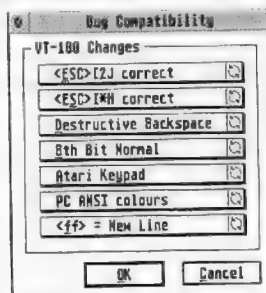 Bug Compatibility
VT-100 Changes
<ESC>[2J correct
<ESC>[*H correct
Destructive Backspace
8th Bit Normal
Atari Keypad
PC ANSI colours
<ff> = New Line
OK
Cancel